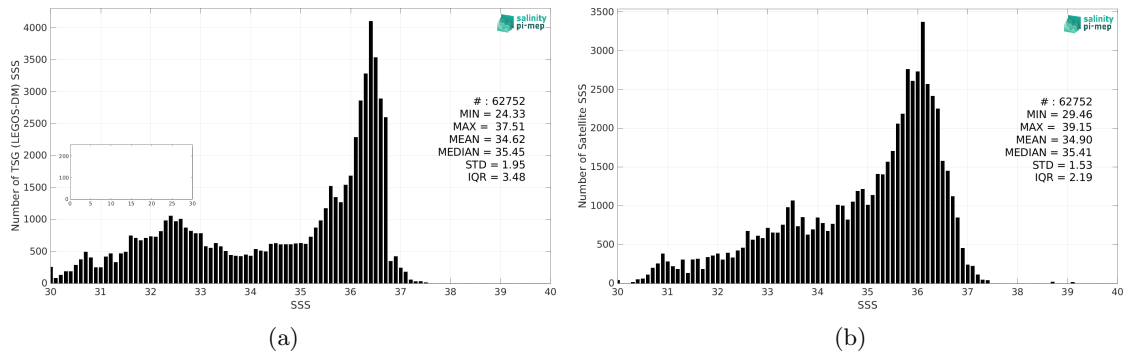 salinity
pi-mep
Number of TSG (LEGOS-DM) SSS
4000
3500
3000
2500
2000
1500
1000
500
0
# : 62752
MIN = 24.33
MAX = 37.51
MEAN = 34.62
MEDIAN = 35.45
STD = 1.95
IQR = 3.48
200
100
0
0 5 10 15 20 25 30
30 31 32 33 34 35 36 37 38 39 40
SSS
(a)
salinity
pi-mep
Number of Satellite SSS
3500
3000
2500
2000
1500
1000
500
0
# : 62752
MIN = 29.46
MAX = 39.15
MEAN = 34.90
MEDIAN = 35.41
STD = 1.53
IQR = 2.19
30 31 32 33 34 35 36 37 38 39 40
SSS
(b)